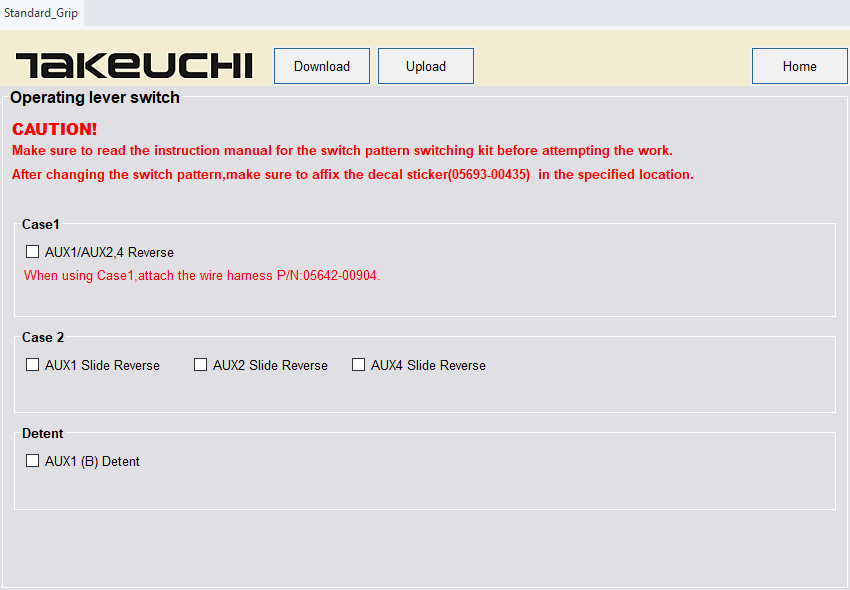 Standard_Grip
TAKEUCHI
Download
Upload
Home
Operating lever switch
CAUTION!
Make sure to read the instruction manual for the switch pattern switching kit before attempting the work.
After changing the switch pattern,make sure to affix the decal sticker(05693-00435)  in the specified location.
Case1
AUX1/AUX2,4 Reverse
When using Case1,attach the wire harness P/N:05642-00904.
Case 2
AUX1 Slide Reverse
AUX2 Slide Reverse
AUX4 Slide Reverse
Detent
AUX1 (B) Detent